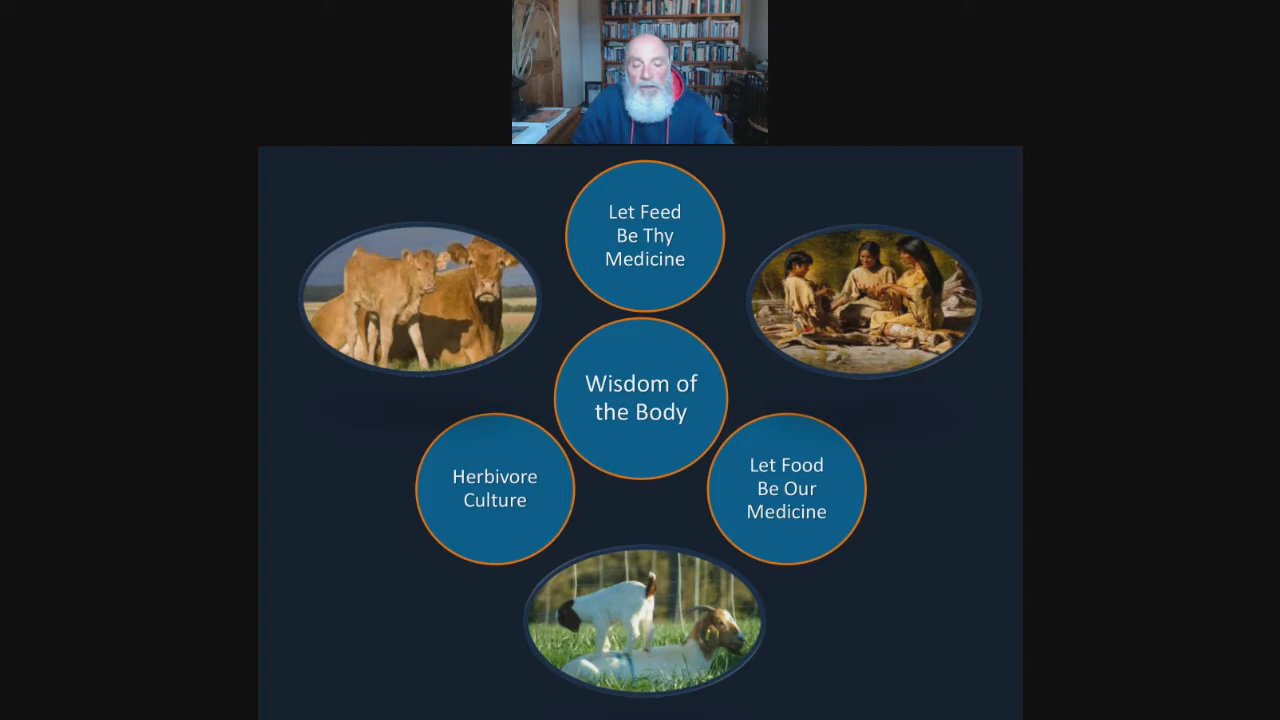 Let Feed
Be Thy
Medicine
Wisdom of
the Body
Herbivore
Culture
Let Food
Be Our
Medicine